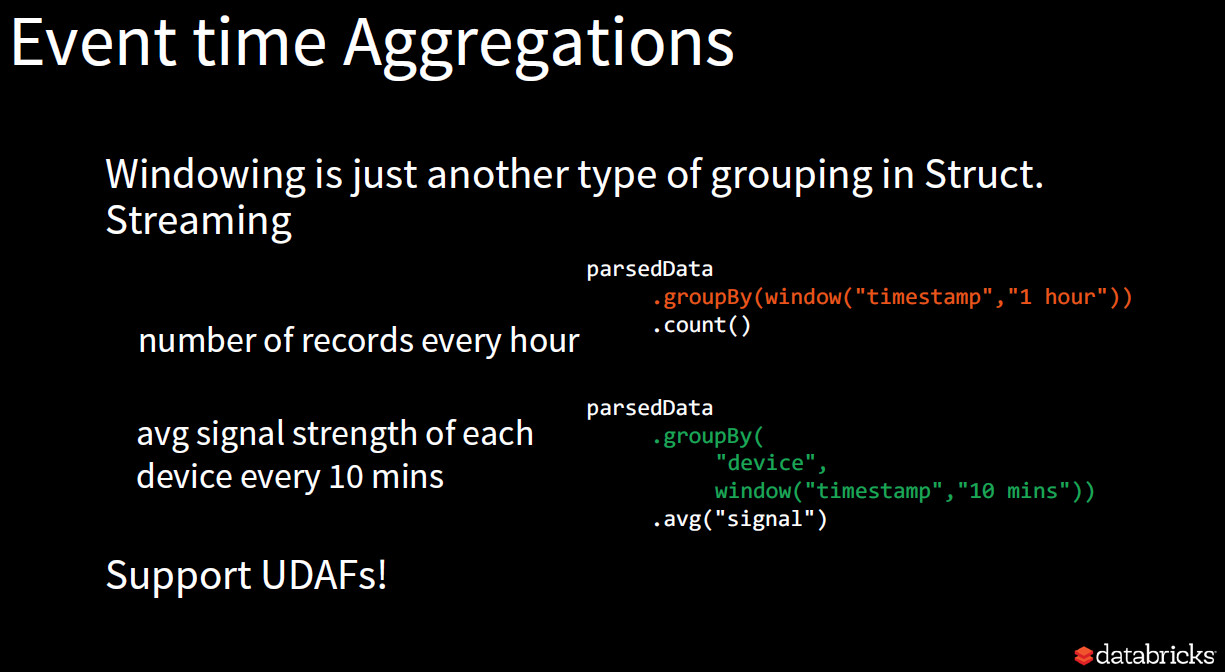 Event time Aggregations
Windowing is just another type of grouping in Struct.
Streaming
number of records every hour
parsedData
.groupBy(window("timestamp","1 hour"))
.count()
avg signal strength of each
device every 10 mins
parsedData
.groupBy(
"device",
window("timestamp","10 mins"))
.avg("signal")
Support UDAFs!
databricks